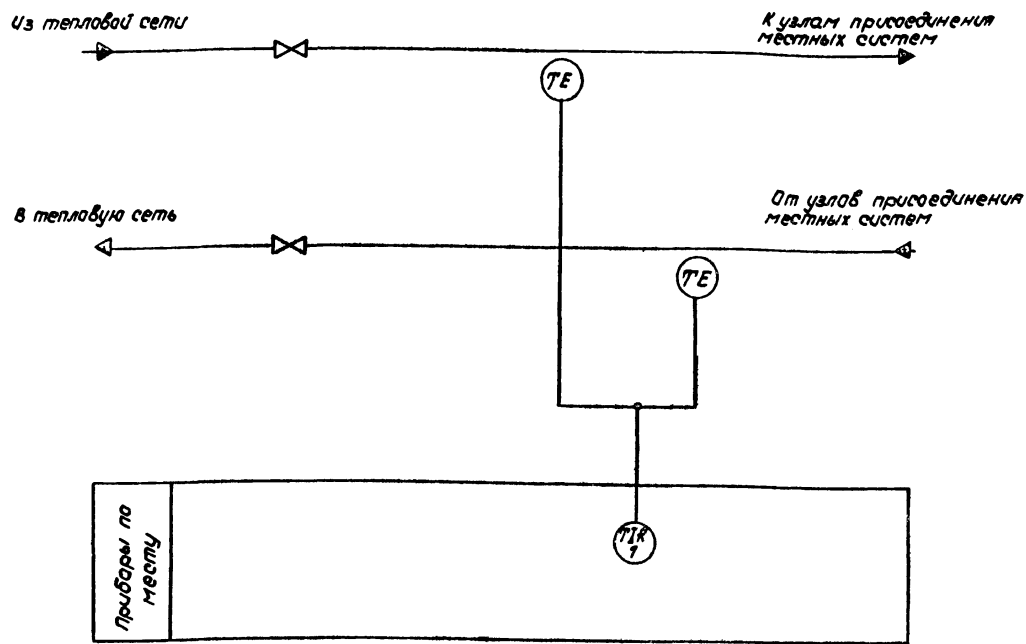 Из тепловой сети
К узлам присоединения
местных систем
TE
В тепловую сеть
От узлов присоединения
местных систем
TE
Приборы по
месту
TIR
1